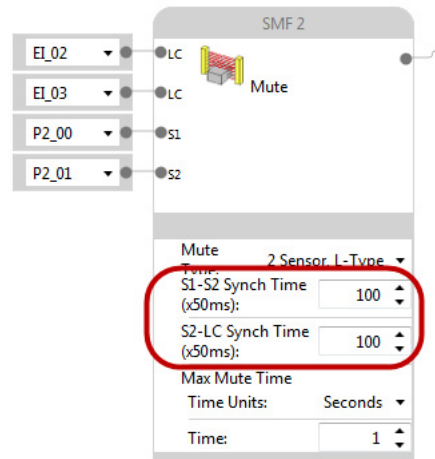 SMF 2
EI_02 LC
Mute
EI_03 LC
P2_00 S1
P2_01 S2
Mute
Type: 2 Sensor, L-Type
S1-S2 Synch Time
(x50ms): 100
S2-LC Synch Time
(x50ms): 100
Max Mute Time
Time Units: Seconds
Time: 1